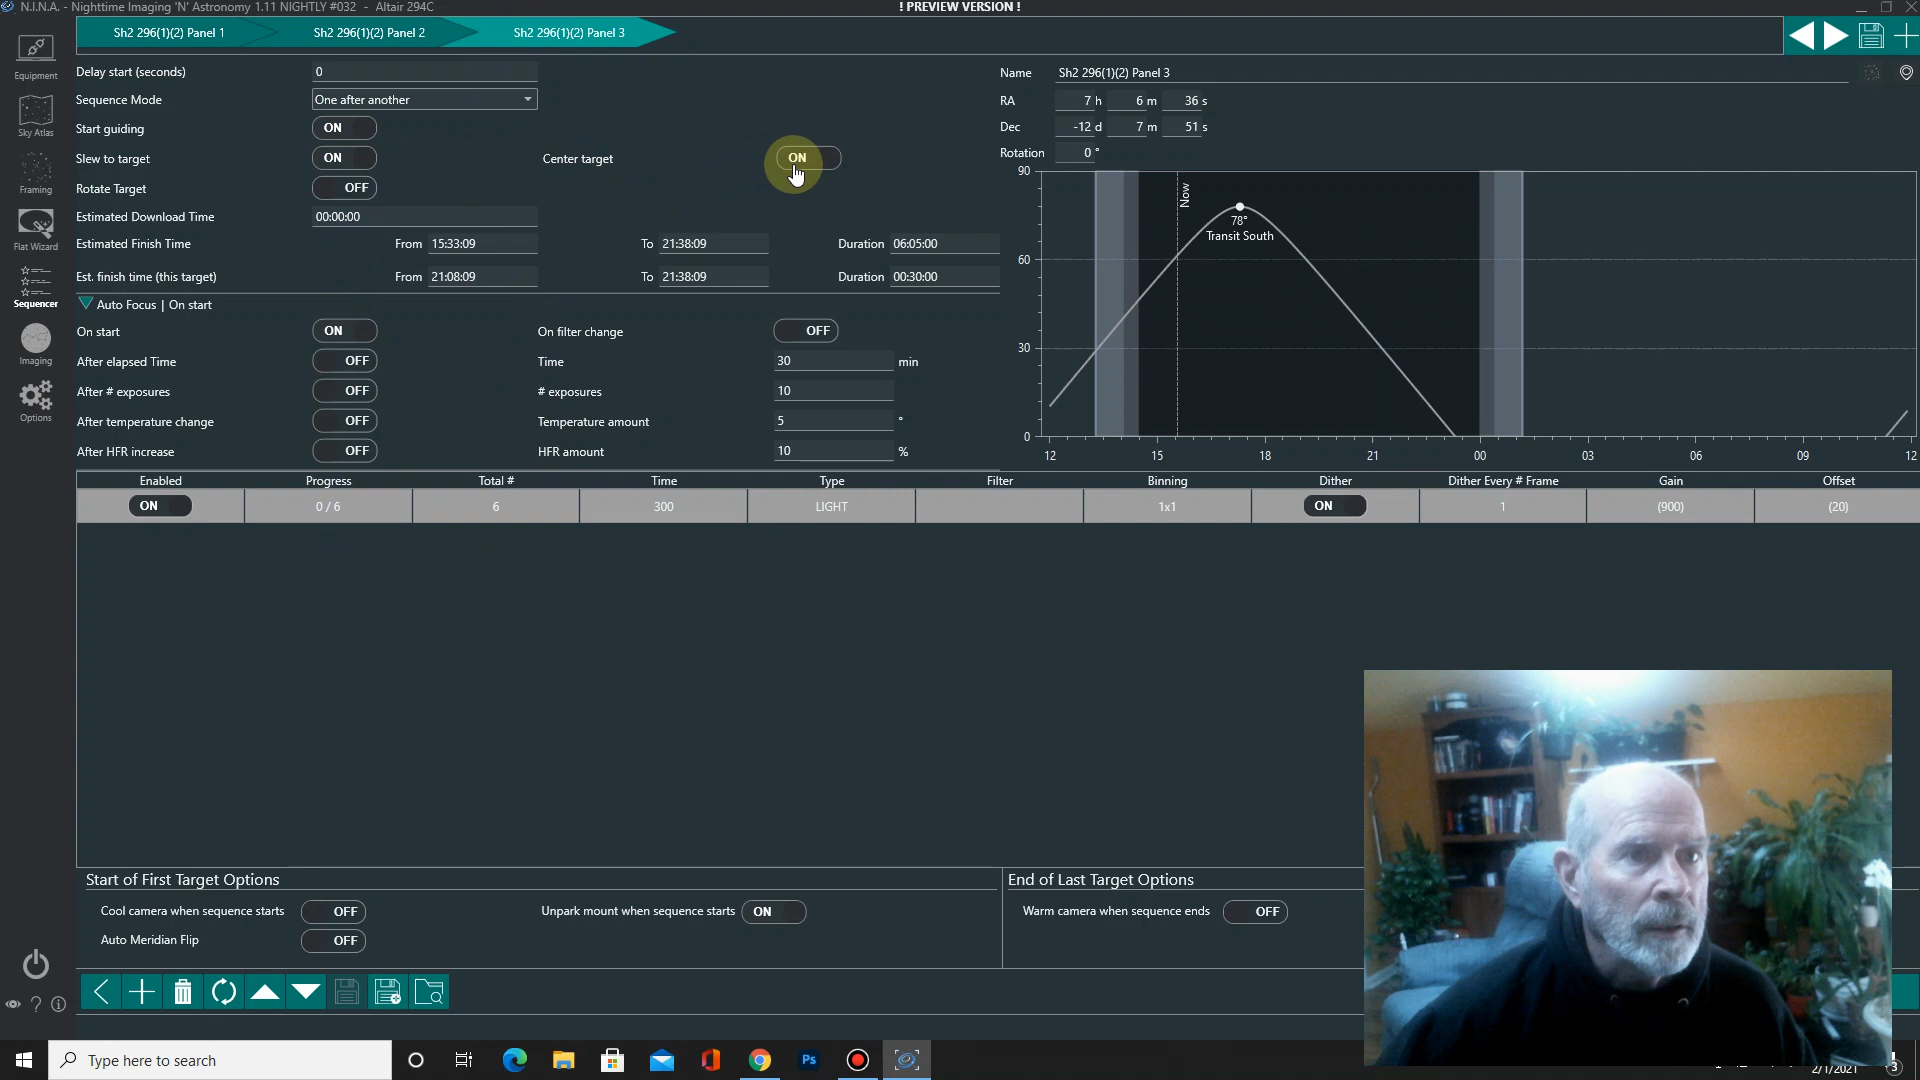 N.I.N.A. - Nighttime Imaging 'N' Astronomy 1.11 NIGHTLY #032 - Altair 294C
! PREVIEW VERSION !
Sh2 296(1)(2) Panel 1
Sh2 296(1)(2) Panel 2
Sh2 296(1)(2) Panel 3
Equipment
Sky Atlas
Framing
Flat Wizard
Sequencer
Imaging
Options
Delay start (seconds) 0
Sequence Mode One after another
Start guiding ON
Slew to target ON Center target ON
Rotate Target OFF
Estimated Download Time 00:00:00
Estimated Finish Time From 15:33:09 To 21:38:09 Duration 06:05:00
Est. finish time (this target) From 21:08:09 To 21:38:09 Duration 00:30:00
Auto Focus | On start
On start ON On filter change OFF
After elapsed Time OFF Time 30 min
After # exposures OFF # exposures 10
After temperature change OFF Temperature amount 5 °
After HFR increase OFF HFR amount 10 %
Name Sh2 296(1)(2) Panel 3
RA 7 h 6 m 36 s
Dec -12 d 7 m 51 s
Rotation 0 °
90
60
30
0
Now
78°
Transit South
12 15 18 21 00 03 06 09 12
Enabled Progress Total # Time Type Filter Binning Dither Dither Every # Frame Gain Offset
ON 0 / 6 6 300 LIGHT 1x1 ON 1 (900) (20)
Start of First Target Options
Cool camera when sequence starts OFF Unpark mount when sequence starts ON
Auto Meridian Flip OFF
End of Last Target Options
Warm camera when sequence ends OFF
Type here to search
Ps
2/1/2021
3